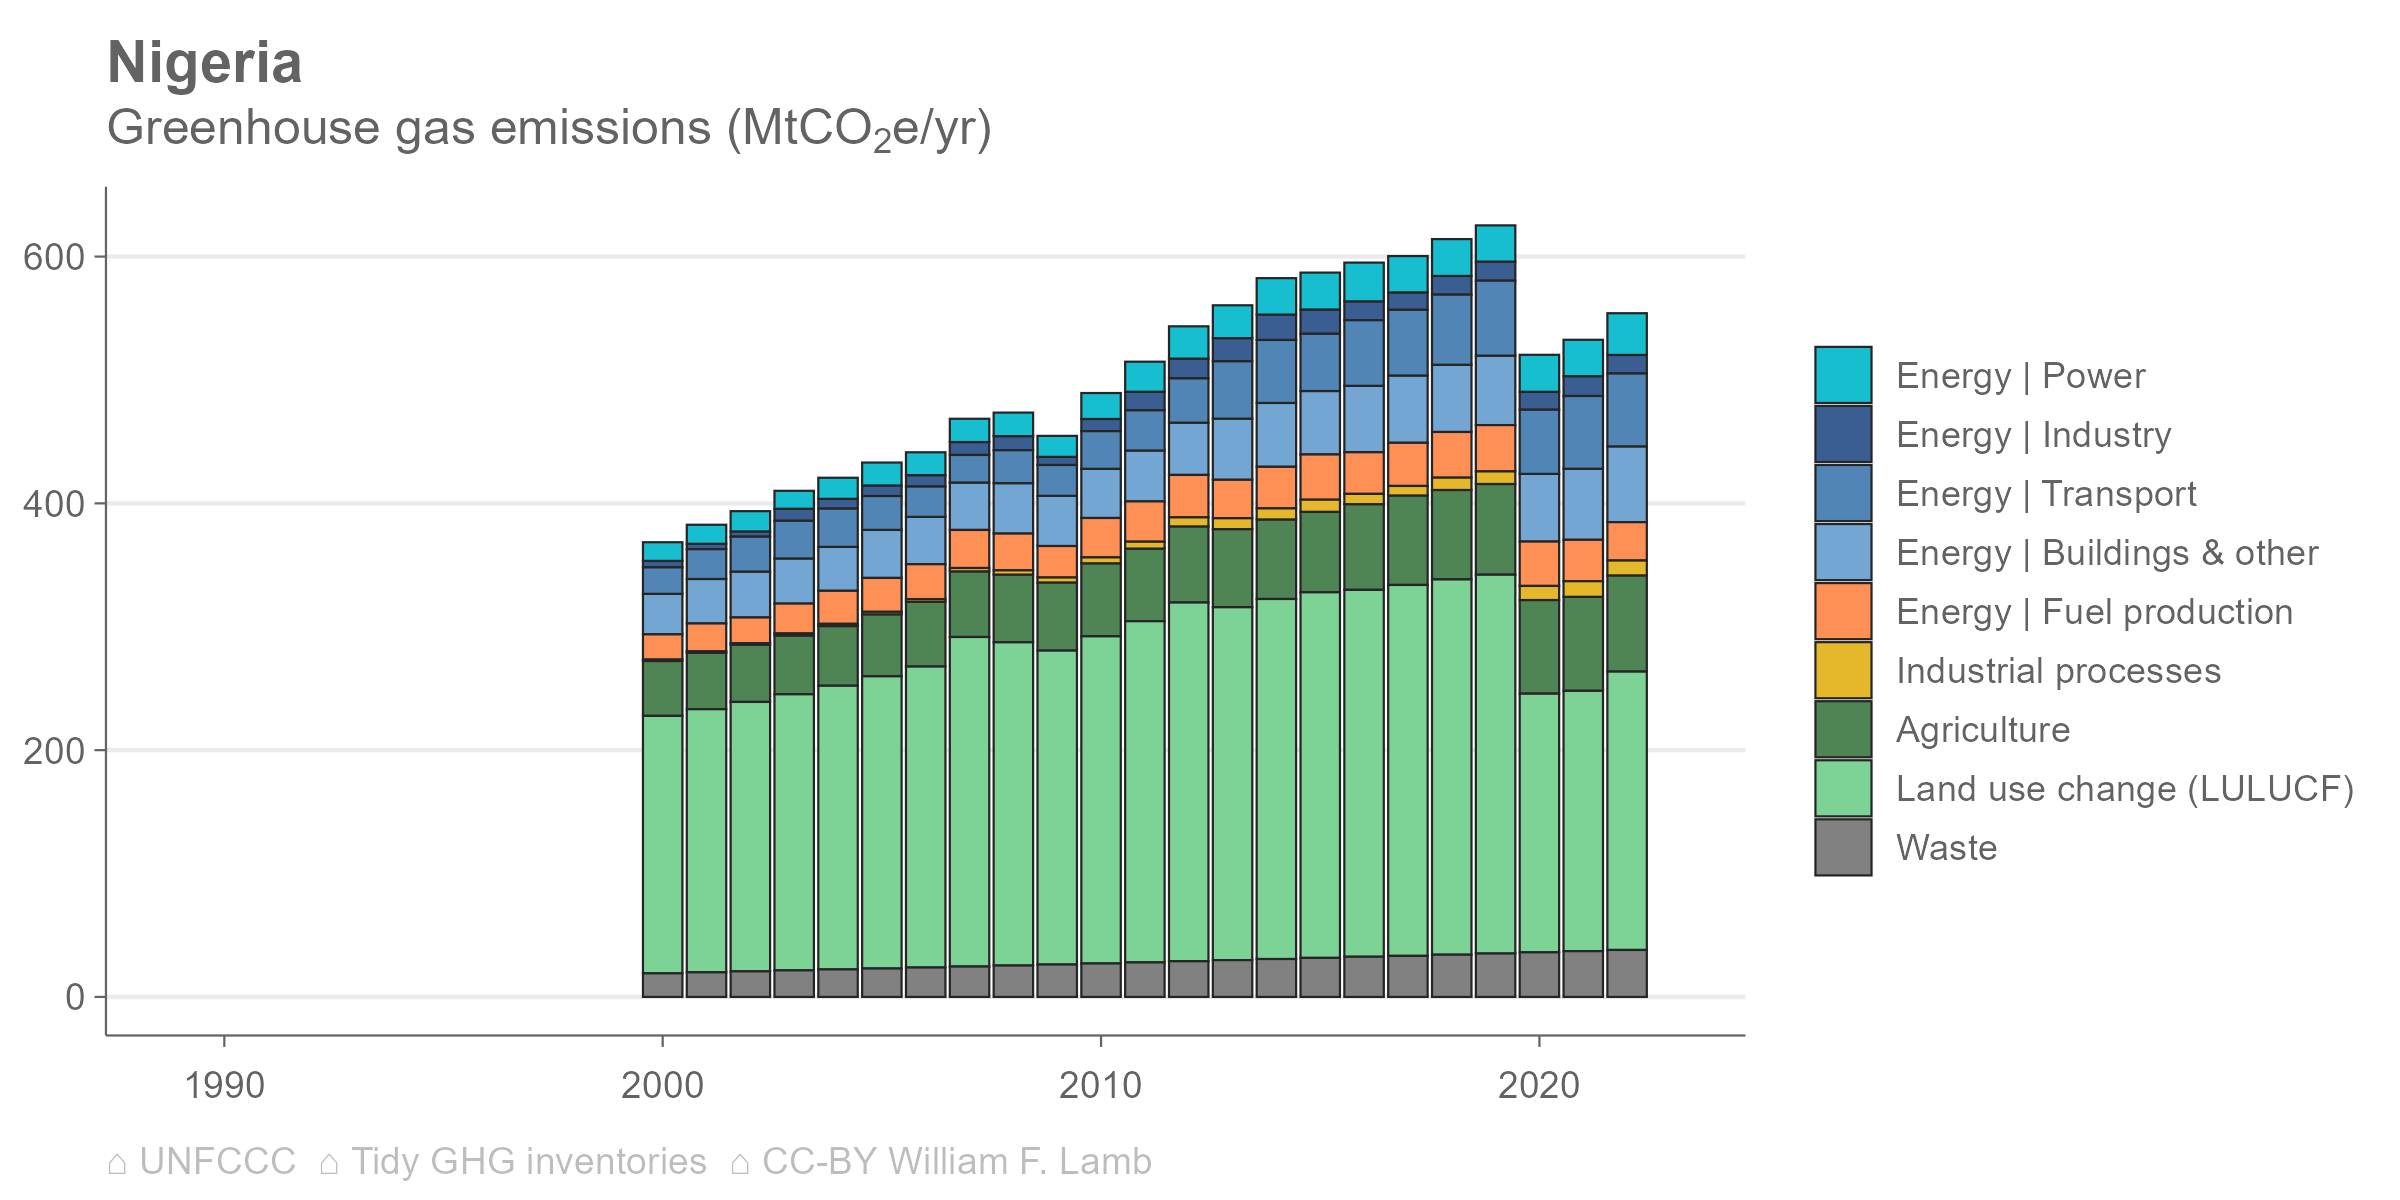 Nigeria
Greenhouse gas emissions (MtCO₂e/yr)
600
400
200
0
1990 2000 2010 2020
Energy | Power
Energy | Industry
Energy | Transport
Energy | Buildings & other
Energy | Fuel production
Industrial processes
Agriculture
Land use change (LULUCF)
Waste
⌂ UNFCCC ⌂ Tidy GHG inventories ⌂ CC-BY William F. Lamb